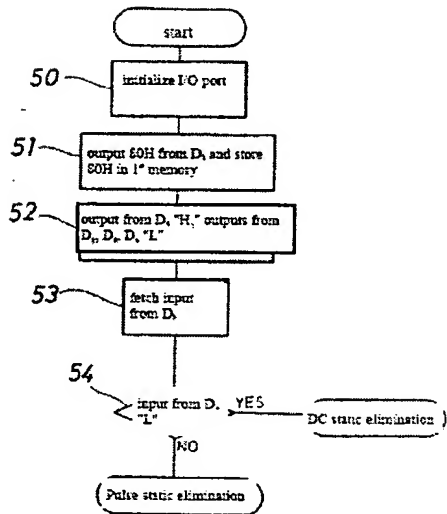 start
50
initialize I/O port
51
output 80H from D, and store
80H in 1st memory
52
output from D, "H," outputs from
D, D, D, "L"
53
fetch input
from D,
54
input from D,
"L"
YES
DC static elimination
NO
Pulse static elimination